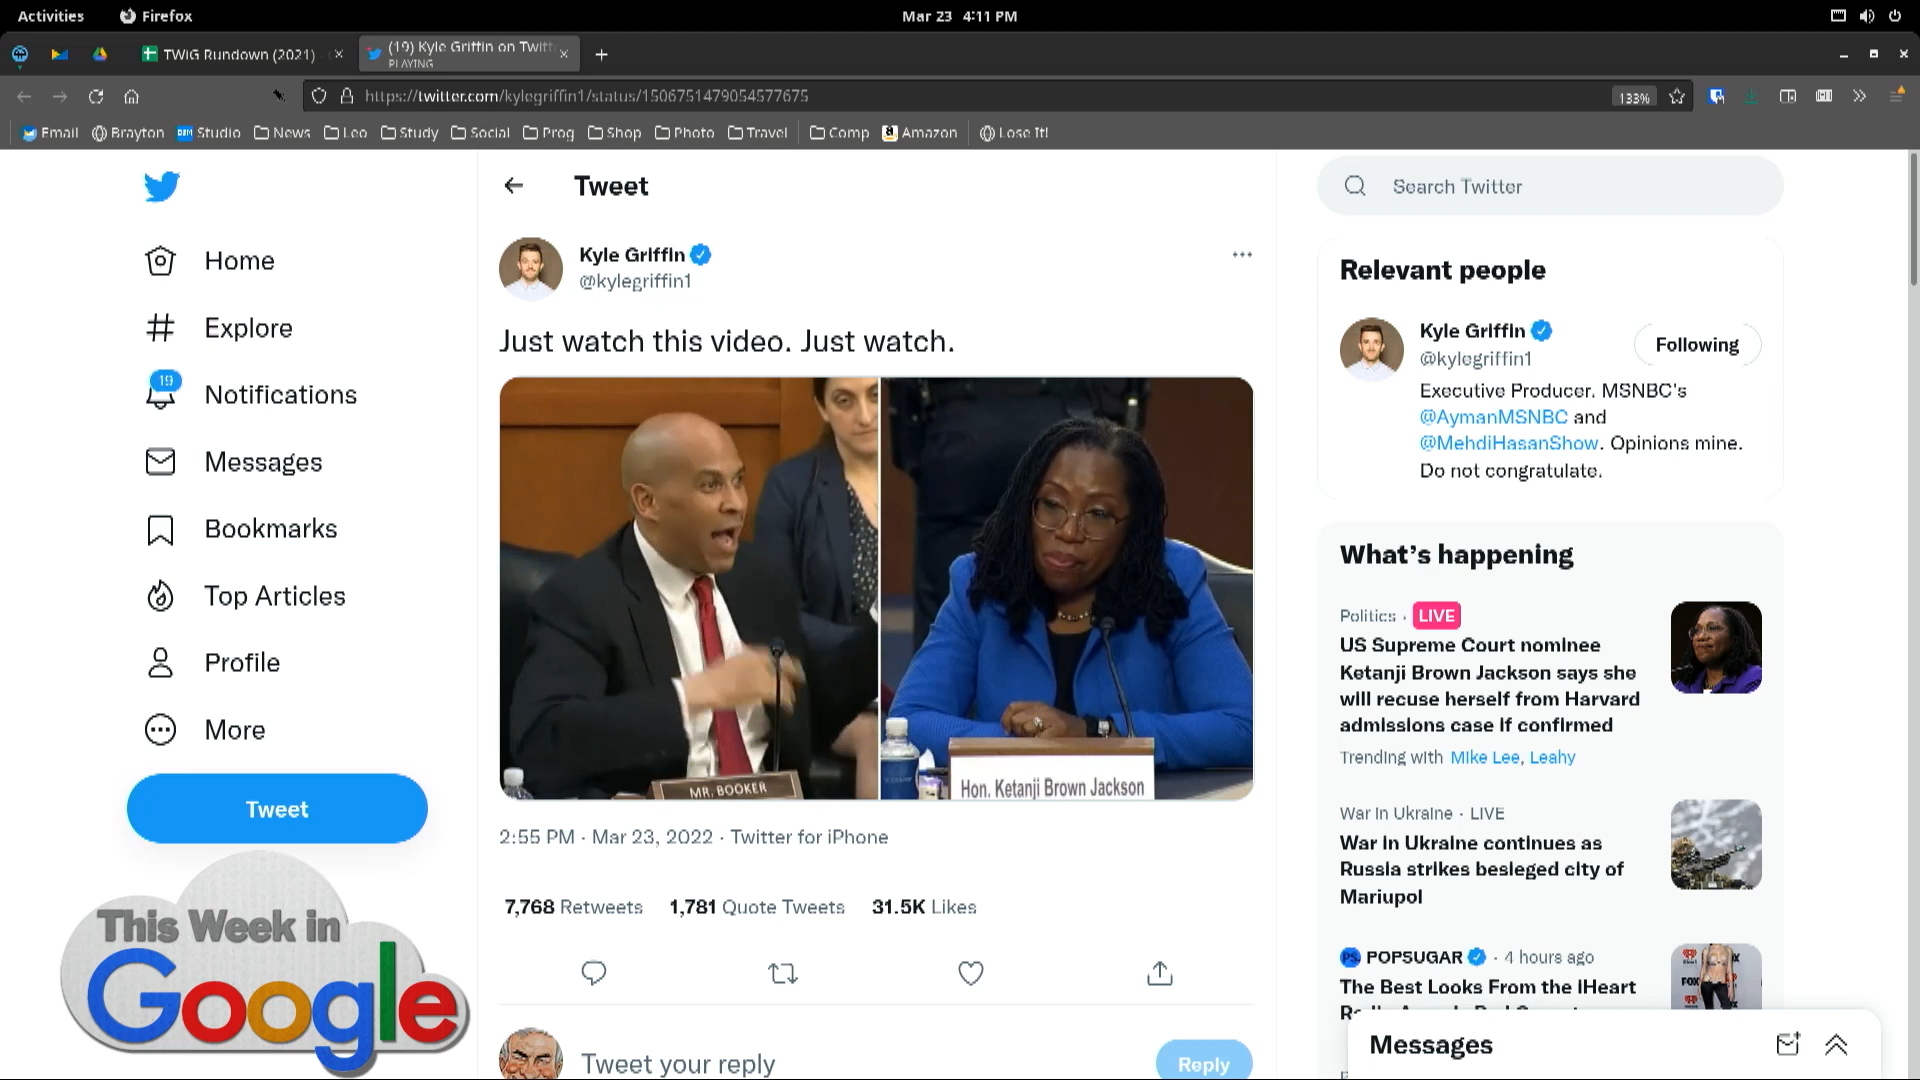 Activities
Firefox
Mar 23 4:11 PM
TWiG Rundown (2021)
(19) Kyle Griffin on Twitt
PLAYING
https://twitter.com/kylegriffin1/status/1506751479054577675
133%
Email
Brayton
Studio
News
Leo
Study
Social
Prog
Shop
Photo
Travel
Comp
Amazon
Lose It!
Home
Explore
19
Notifications
Messages
Bookmarks
Top Articles
Profile
More
Tweet
This Week in
Google
Tweet
Kyle Griffin
@kylegriffin1
Just watch this video. Just watch.
MR. BOOKER
Hon. Ketanji Brown Jackson
2:55 PM · Mar 23, 2022 · Twitter for iPhone
7,768 Retweets 1,781 Quote Tweets 31.5K Likes
Tweet your reply
Reply
Search Twitter
Relevant people
Kyle Griffin
@kylegriffin1
Following
Executive Producer. MSNBC's
@AymanMSNBC and
@MehdiHasanShow. Opinions mine.
Do not congratulate.
What's happening
Politics · LIVE
US Supreme Court nominee
Ketanji Brown Jackson says she
will recuse herself from Harvard
admissions case if confirmed
Trending with Mike Lee, Leahy
War in Ukraine · LIVE
War in Ukraine continues as
Russia strikes besieged city of
Mariupol
POPSUGAR · 4 hours ago
The Best Looks From the iHeart
Messages